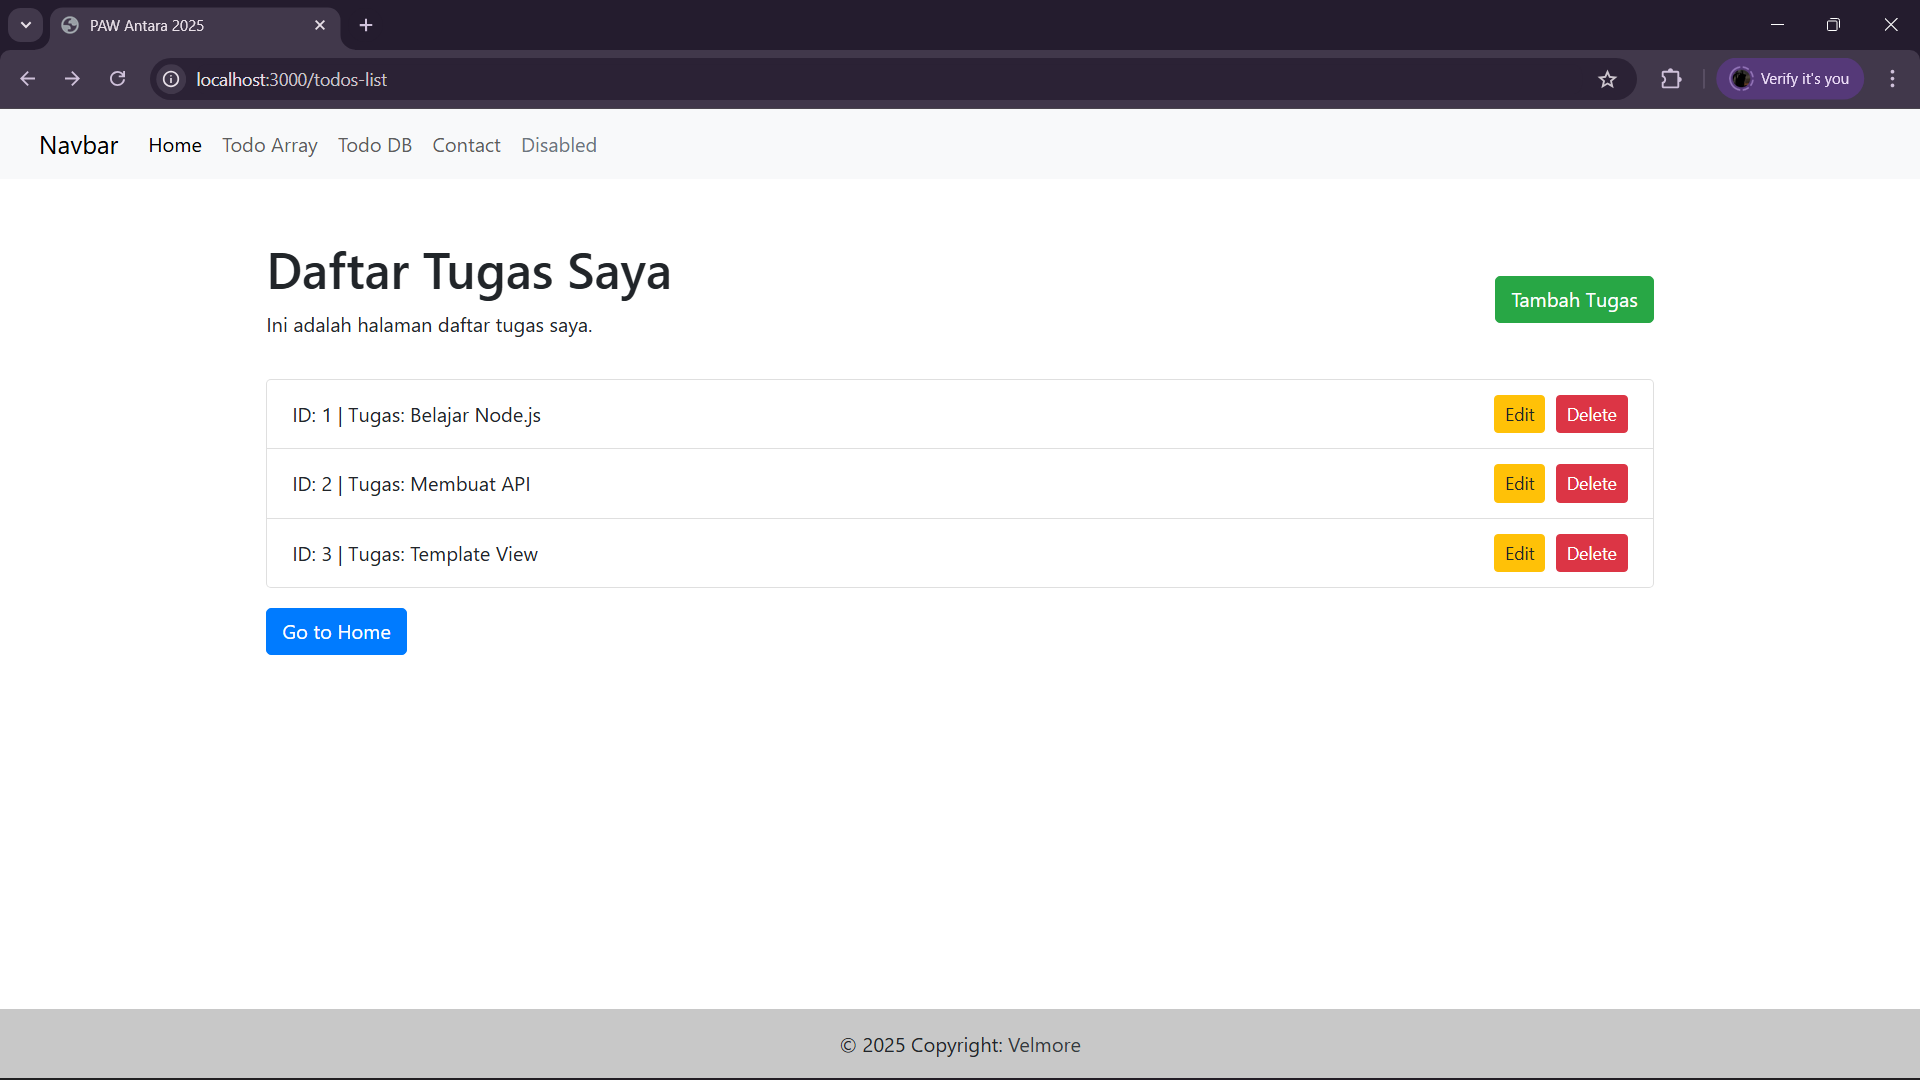 PAW Antara 2025
localhost:3000/todos-list
Verify it's you
Navbar Home Todo Array Todo DB Contact Disabled
Daftar Tugas Saya
Ini adalah halaman daftar tugas saya.
Tambah Tugas
ID: 1 | Tugas: Belajar Node.js Edit Delete
ID: 2 | Tugas: Membuat API Edit Delete
ID: 3 | Tugas: Template View Edit Delete
Go to Home
© 2025 Copyright: Velmore